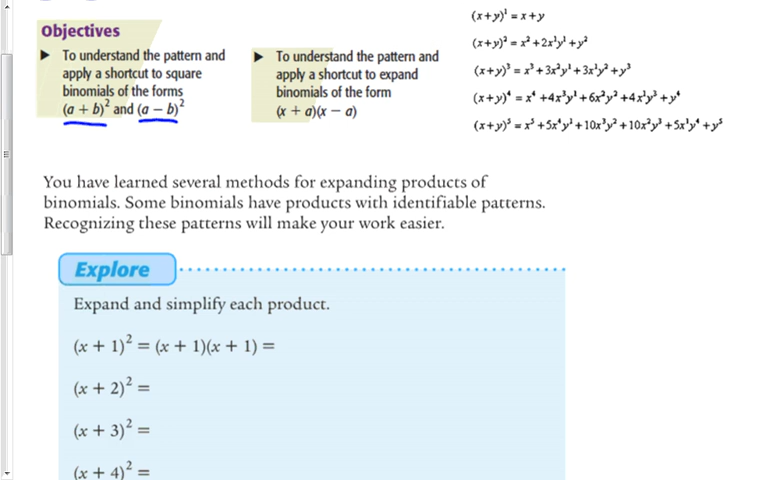 Objectives
► To understand the pattern and
apply a shortcut to square
binomials of the forms
(a + b)² and (a − b)²
► To understand the pattern and
apply a shortcut to expand
binomials of the form
(x + a)(x − a)
(x+y)¹ = x+y
(x+y)² = x² +2x¹y¹ +y²
(x+y)³ = x³ +3x²y¹ +3x¹y² +y³
(x+y)⁴ = x⁴ +4x³y¹ +6x²y² +4x¹y³ +y⁴
(x+y)⁵ = x⁵ +5x⁴y¹ +10x³y² +10x²y³ +5x¹y⁴ +y⁵
You have learned several methods for expanding products of
binomials. Some binomials have products with identifiable patterns.
Recognizing these patterns will make your work easier.
Explore
Expand and simplify each product.
(x + 1)² = (x + 1)(x + 1) =
(x + 2)² =
(x + 3)² =
(x + 4)² =